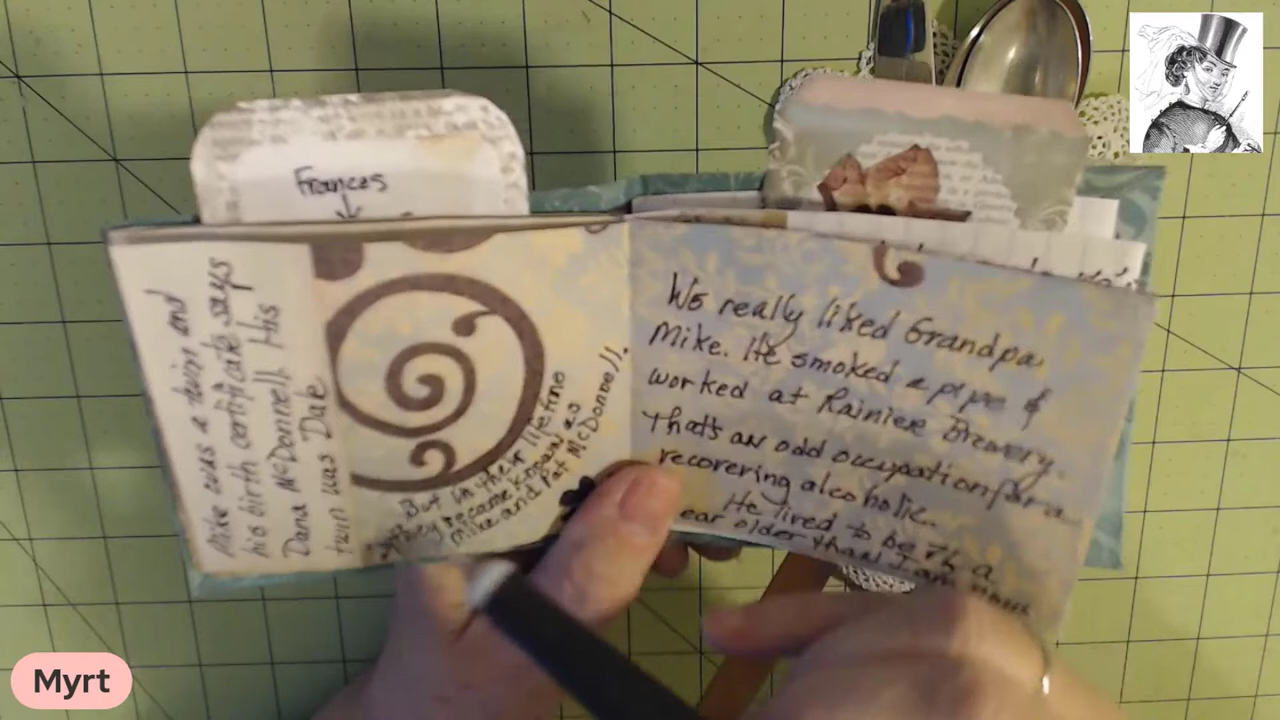 Frances
Mike was a twin and
his birth certificate says
Dana McDonnell. His
twin was Dale
But in their lifetime
they became known as
Mike and Pat McDonnell.
We really liked Grandpa
Mike. He smoked a pipe &
worked at Rainier Brewery.
That's an odd occupation for a
recovering alcoholic.
He lived to be 76 a
ear older than I am now
Myrt